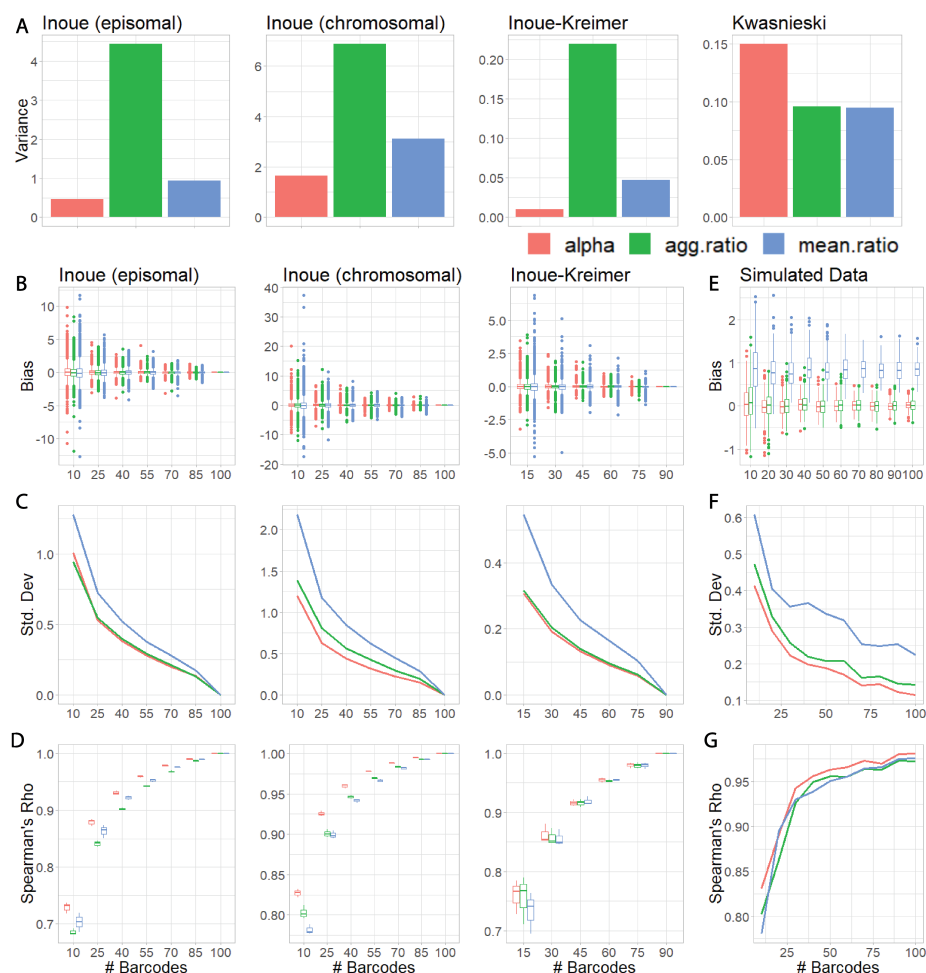 A
Inoue (episomal)
Inoue (chromosomal)
Inoue-Kreimer
Kwasnieski
Variance
4
3
2
1
0
6
4
2
0
0.20
0.15
0.10
0.05
0.00
0.15
0.10
0.05
0.00
alpha agg.ratio mean.ratio
B
Inoue (episomal)
Inoue (chromosomal)
Inoue-Kreimer
E
Simulated Data
Bias
10
5
0
-5
-10
10 25 40 55 70 85 100
40
30
20
10
0
-10
-20
10 25 40 55 70 85 100
5.0
2.5
0.0
-2.5
-5.0
15 30 45 60 75 90
Bias
2
1
0
-1
10 20 30 40 50 60 70 80 90 100
C
Std. Dev
1.0
0.5
0.0
10 25 40 55 70 85 100
2.0
1.5
1.0
0.5
0.0
10 25 40 55 70 85 100
0.4
0.2
0.0
15 30 45 60 75 90
F
Std. Dev
0.6
0.5
0.4
0.3
0.2
0.1
0 25 50 75 100
D
Spearman's Rho
1.0
0.9
0.8
0.7
10 25 40 55 70 85 100
# Barcodes
1.00
0.95
0.90
0.85
0.80
10 25 40 55 70 85 100
# Barcodes
1.0
0.9
0.8
0.7
15 30 45 60 75 90
# Barcodes
G
Spearman's Rho
0.95
0.90
0.85
0.80
0 25 50 75 100
# Barcodes